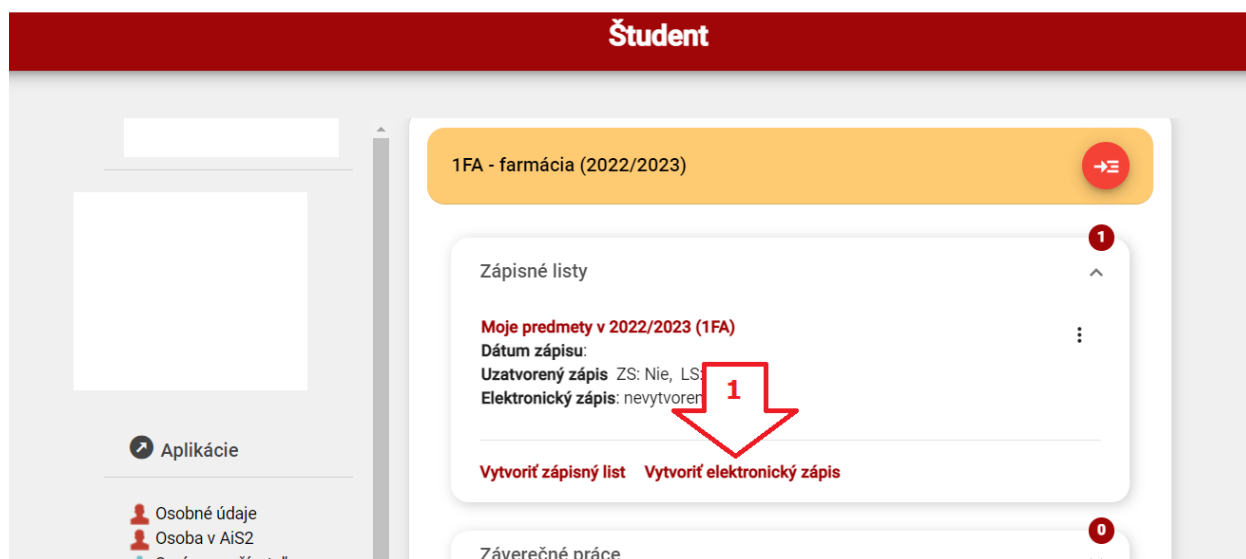 Študent
1FA - farmácia (2022/2023)
1
Zápisné listy
Moje predmety v 2022/2023 (1FA)
Dátum zápisu:
Uzatvorený zápis ZS: Nie, LS:
Elektronický zápis:
1
Vytvoriť zápisný list Vytvoriť elektronický zápis
0
Záverečné práce
Aplikácie
Osobné údaje
Osoba v AiS2